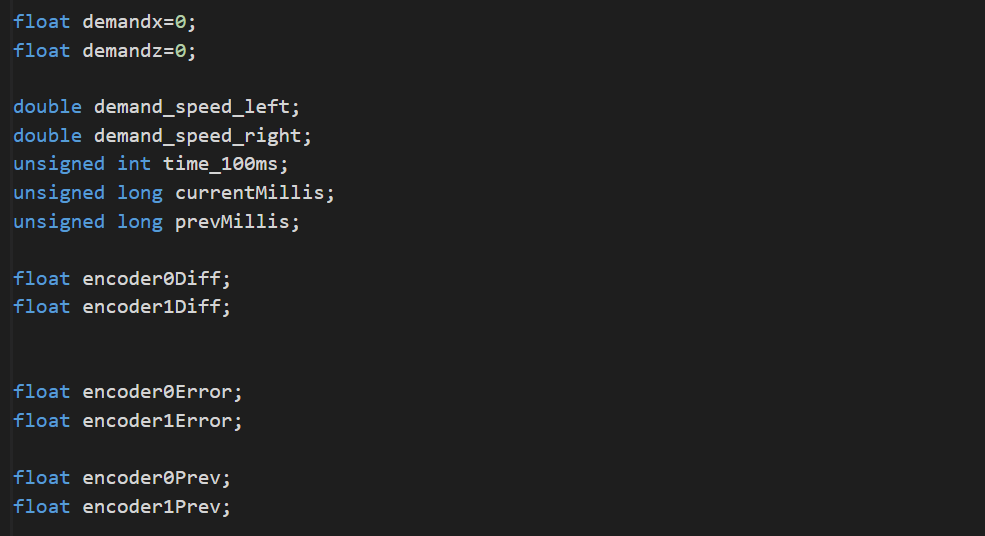 float demandx=0;
float demandz=0;
double demand_speed_left;
double demand_speed_right;
unsigned int time_100ms;
unsigned long currentMillis;
unsigned long prevMillis;
float encoder0Diff;
float encoder1Diff;
float encoder0Error;
float encoder1Error;
float encoder0Prev;
float encoder1Prev;